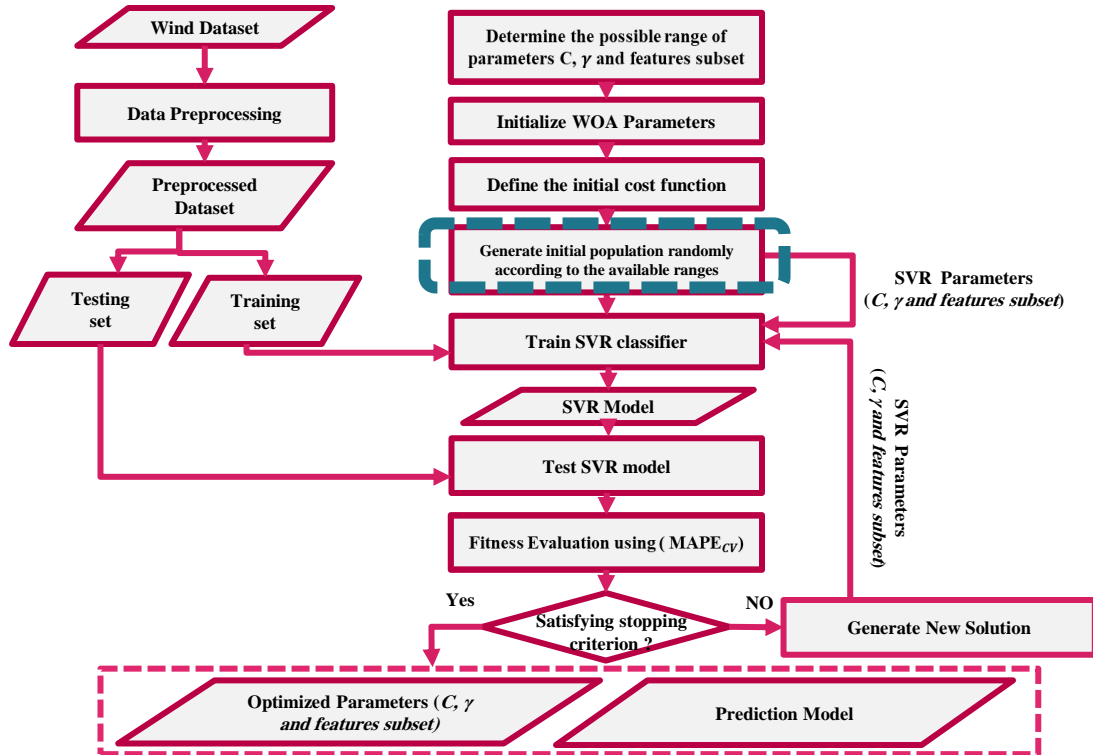 Wind Dataset
Data Preprocessing
Preprocessed
Dataset
Testing
set
Training
set
Determine the possible range of
parameters C, γ and features subset
Initialize WOA Parameters
Define the initial cost function
Generate initial population randomly
according to the available ranges
SVR Parameters
(C, γ and features subset)
Train SVR classifier
SVR Model
Test SVR model
SVR Parameters
(C, γ and features subset)
Fitness Evaluation using ( MAPE_CV)
Yes
Satisfying stopping
criterion ?
NO
Generate New Solution
Optimized Parameters (C, γ
and features subset)
Prediction Model